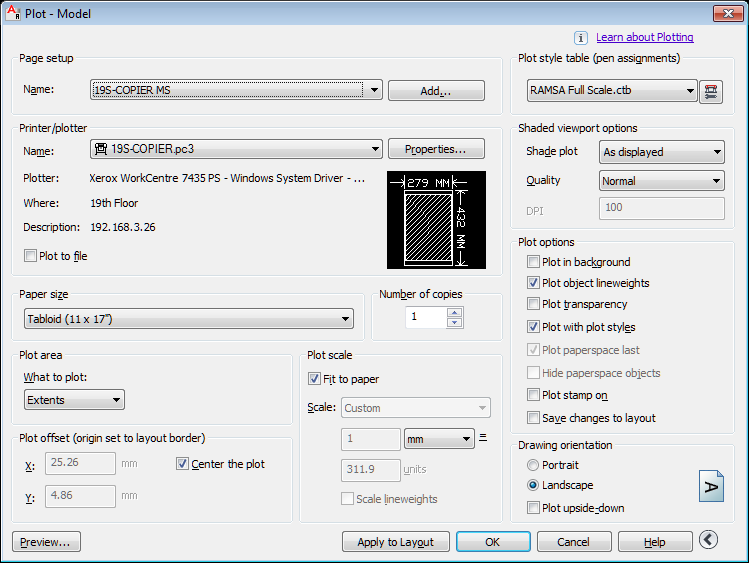 Plot - Model
Learn about Plotting
Page setup
Name:
19S-COPIER MS
Add...
Printer/plotter
Name:
19S-COPIER.pc3
Properties...
Plotter:
Xerox WorkCentre 7435 PS - Windows System Driver - ...
Where:
19th Floor
Description:
192.168.3.26
Plot to file
279 MM
432 MM
Paper size
Tabloid (11 x 17")
Number of copies
1
Plot area
What to plot:
Extents
Plot offset (origin set to layout border)
X:
25.26
mm
Center the plot
Y:
4.86
mm
Plot scale
Fit to paper
Scale:
Custom
1
mm
=
311.9
units
Scale lineweights
Plot style table (pen assignments)
RAMSA Full Scale.ctb
Shaded viewport options
Shade plot
As displayed
Quality
Normal
DPI
100
Plot options
Plot in background
Plot object lineweights
Plot transparency
Plot with plot styles
Plot paperspace last
Hide paperspace objects
Plot stamp on
Save changes to layout
Drawing orientation
Portrait
Landscape
Plot upside-down
A
Preview...
Apply to Layout
OK
Cancel
Help